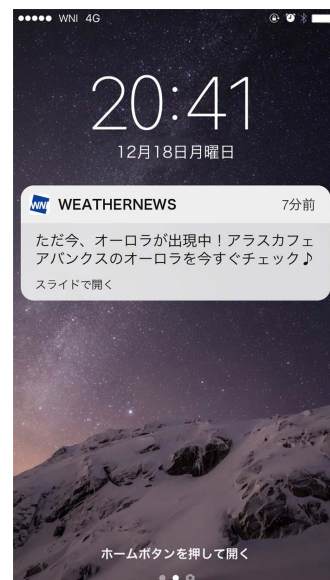 WNI 4G
20:41
12月18日月曜日
WN WEATHERNEWS 7分前
ただ今、オーロラが出現中！アラスカフェ
アバンクスのオーロラを今すぐチェック♪
スライドで開く
ホームボタンを押して開く